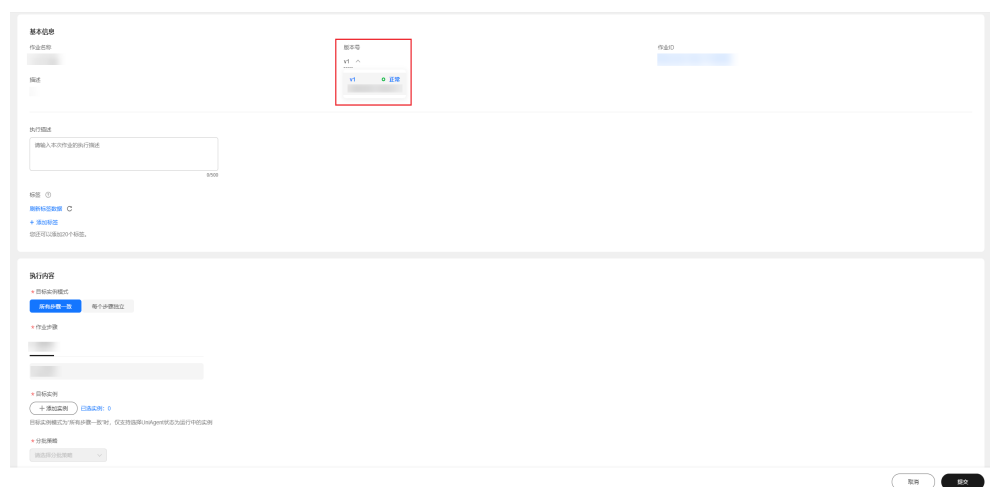 基本信息
作业名称
版本号
作业ID
v1
v1 正常
描述
执行描述
请输入本次作业的执行描述
0/500
标签
刷新标签数据
+ 添加标签
您还可以添加20个标签。
执行内容
* 目标实例模式
所有步骤一致 每个步骤独立
* 作业步骤
* 目标实例
+ 添加实例 已选实例: 0
目标实例模式为“所有步骤一致”时，仅支持选择UniAgent状态为运行中的实例
* 分批策略
请选择分批策略
取消 提交